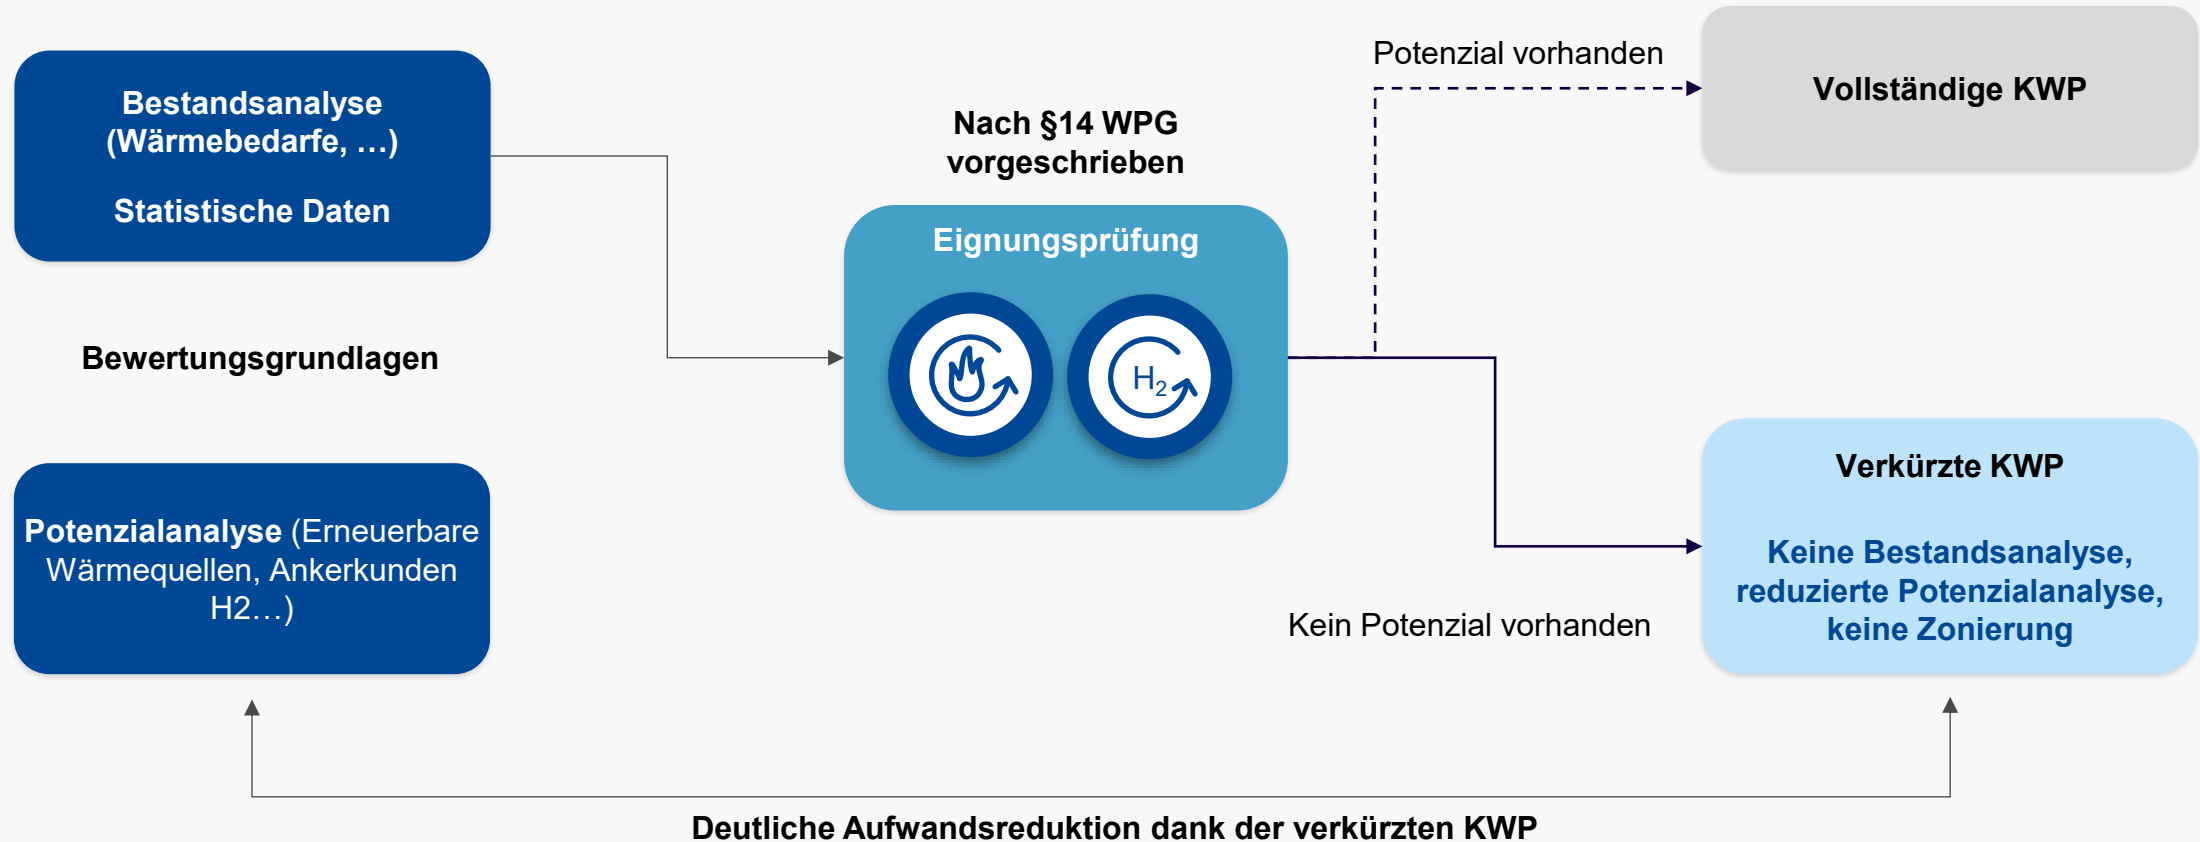 Bestandsanalyse
(Wärmebedarfe, …)
Statistische Daten
Bewertungsgrundlagen
Potenzialanalyse (Erneuerbare
Wärmequellen, Ankerkunden
H2…)
Nach §14 WPG
vorgeschrieben
Eignungsprüfung
H₂
Potenzial vorhanden
Vollständige KWP
Kein Potenzial vorhanden
Verkürzte KWP
Keine Bestandsanalyse,
reduzierte Potenzialanalyse,
keine Zonierung
Deutliche Aufwandsreduktion dank der verkürzten KWP